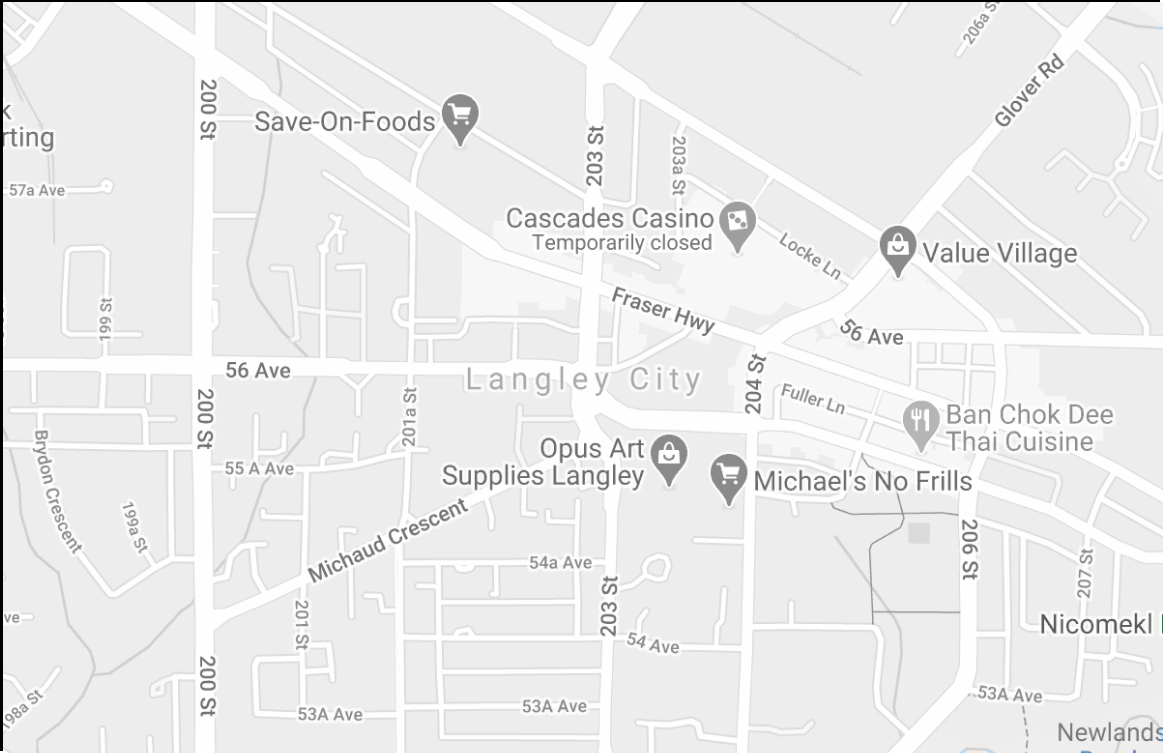 206a St
Glover Rd
200 St
Save-On-Foods
k
rting
203 St
203a St
57a Ave
Cascades Casino
Temporarily closed
Locke Ln
Value Village
199 St
Fraser Hwy
56 Ave
56 Ave
Langley City
204 St
200 St
201a St
Fuller Ln
Ban Chok Dee
Thai Cuisine
Brydon Crescent
55 A Ave
Opus Art
Supplies Langley
Michael's No Frills
199a St
Michaud Crescent
54a Ave
206 St
207 St
203 St
201 St
ve
54 Ave
Nicomekl
200 St
198a St
53A Ave
53A Ave
53A Ave
Newlands